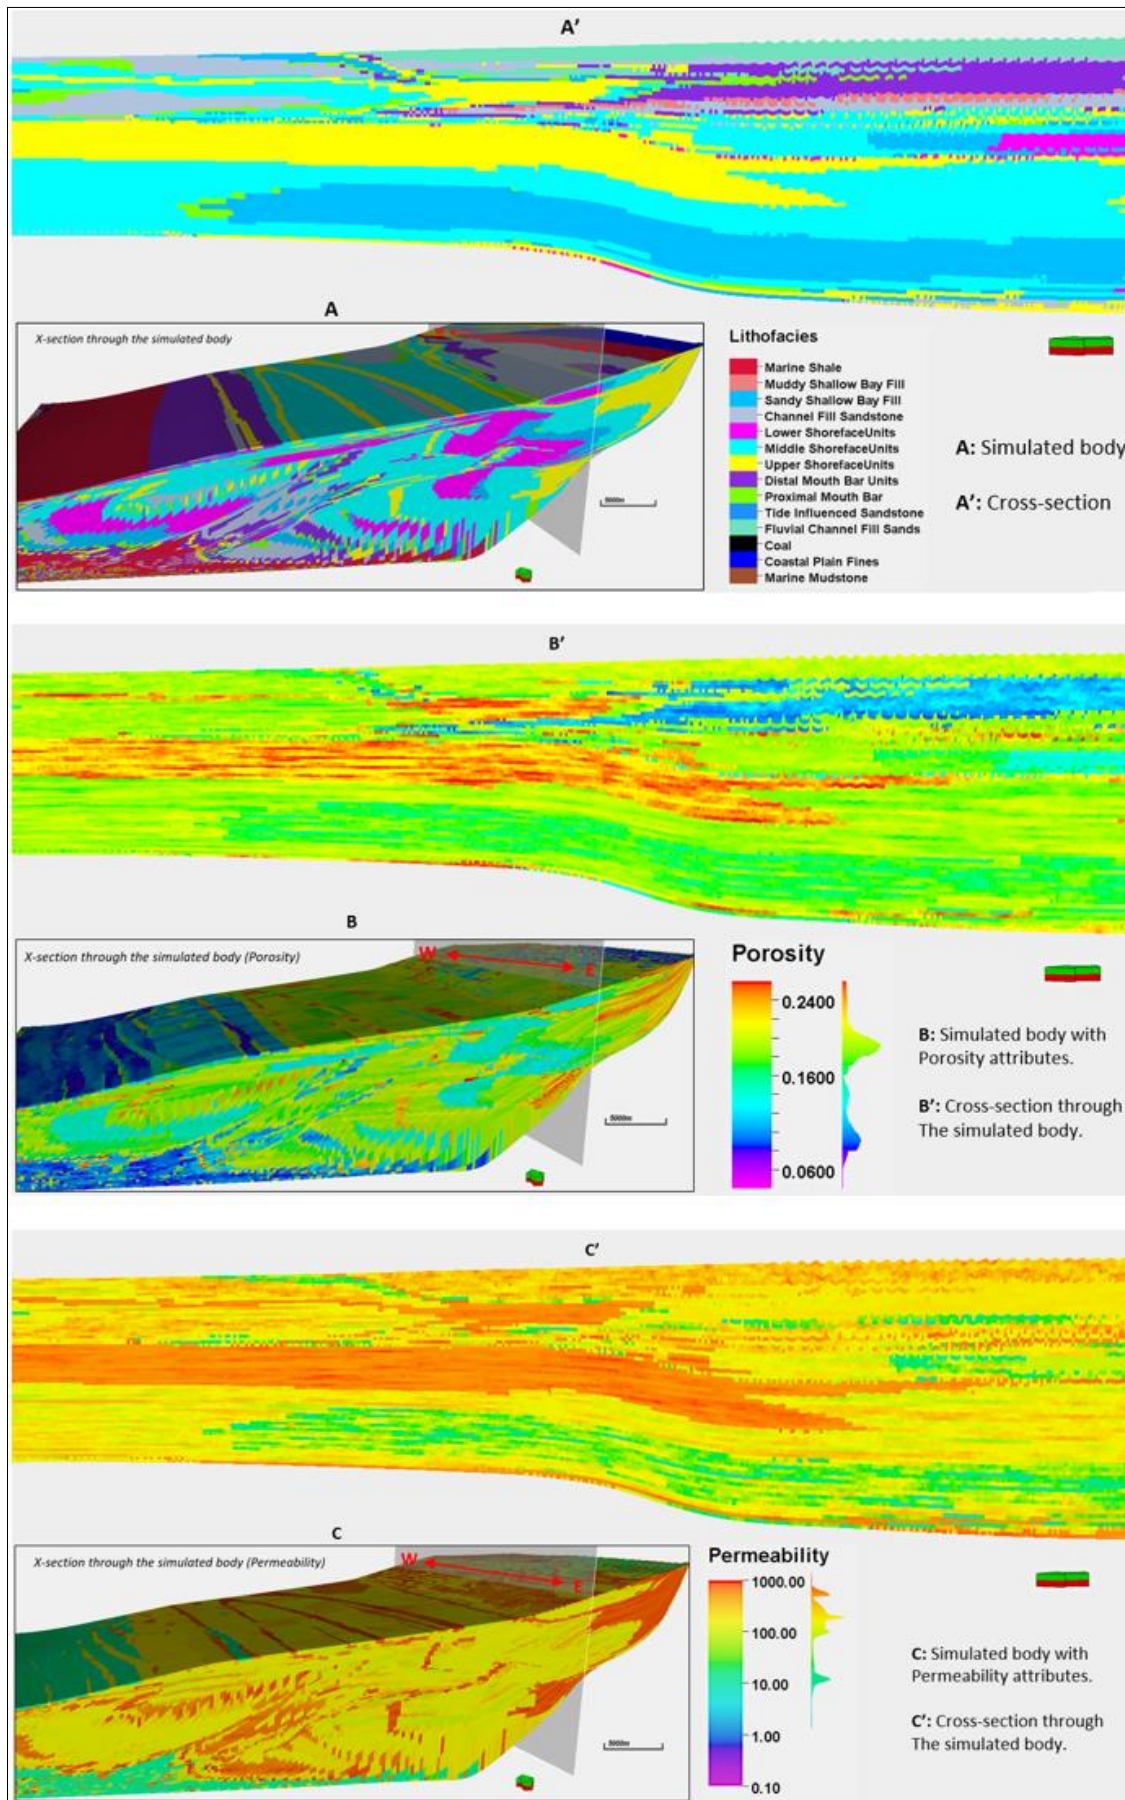 A’
A
X-section through the simulated body
5000m
Lithofacies
Marine Shale
Muddy Shallow Bay Fill
Sandy Shallow Bay Fill
Channel Fill Sandstone
Lower ShorefaceUnits
Middle ShorefaceUnits
Upper ShorefaceUnits
Distal Mouth Bar Units
Proximal Mouth Bar
Tide Influenced Sandstone
Fluvial Channel Fill Sands
Coal
Coastal Plain Fines
Marine Mudstone
A: Simulated body
A’: Cross-section
B’
B
X-section through the simulated body (Porosity)
W
E
5000m
Porosity
0.2400
0.1600
0.0600
B: Simulated body with
Porosity attributes.
B’: Cross-section through
The simulated body.
C’
C
X-section through the simulated body (Permeability)
W
E
5000m
Permeability
1000.00
100.00
10.00
1.00
0.10
C: Simulated body with
Permeability attributes.
C’: Cross-section through
The simulated body.